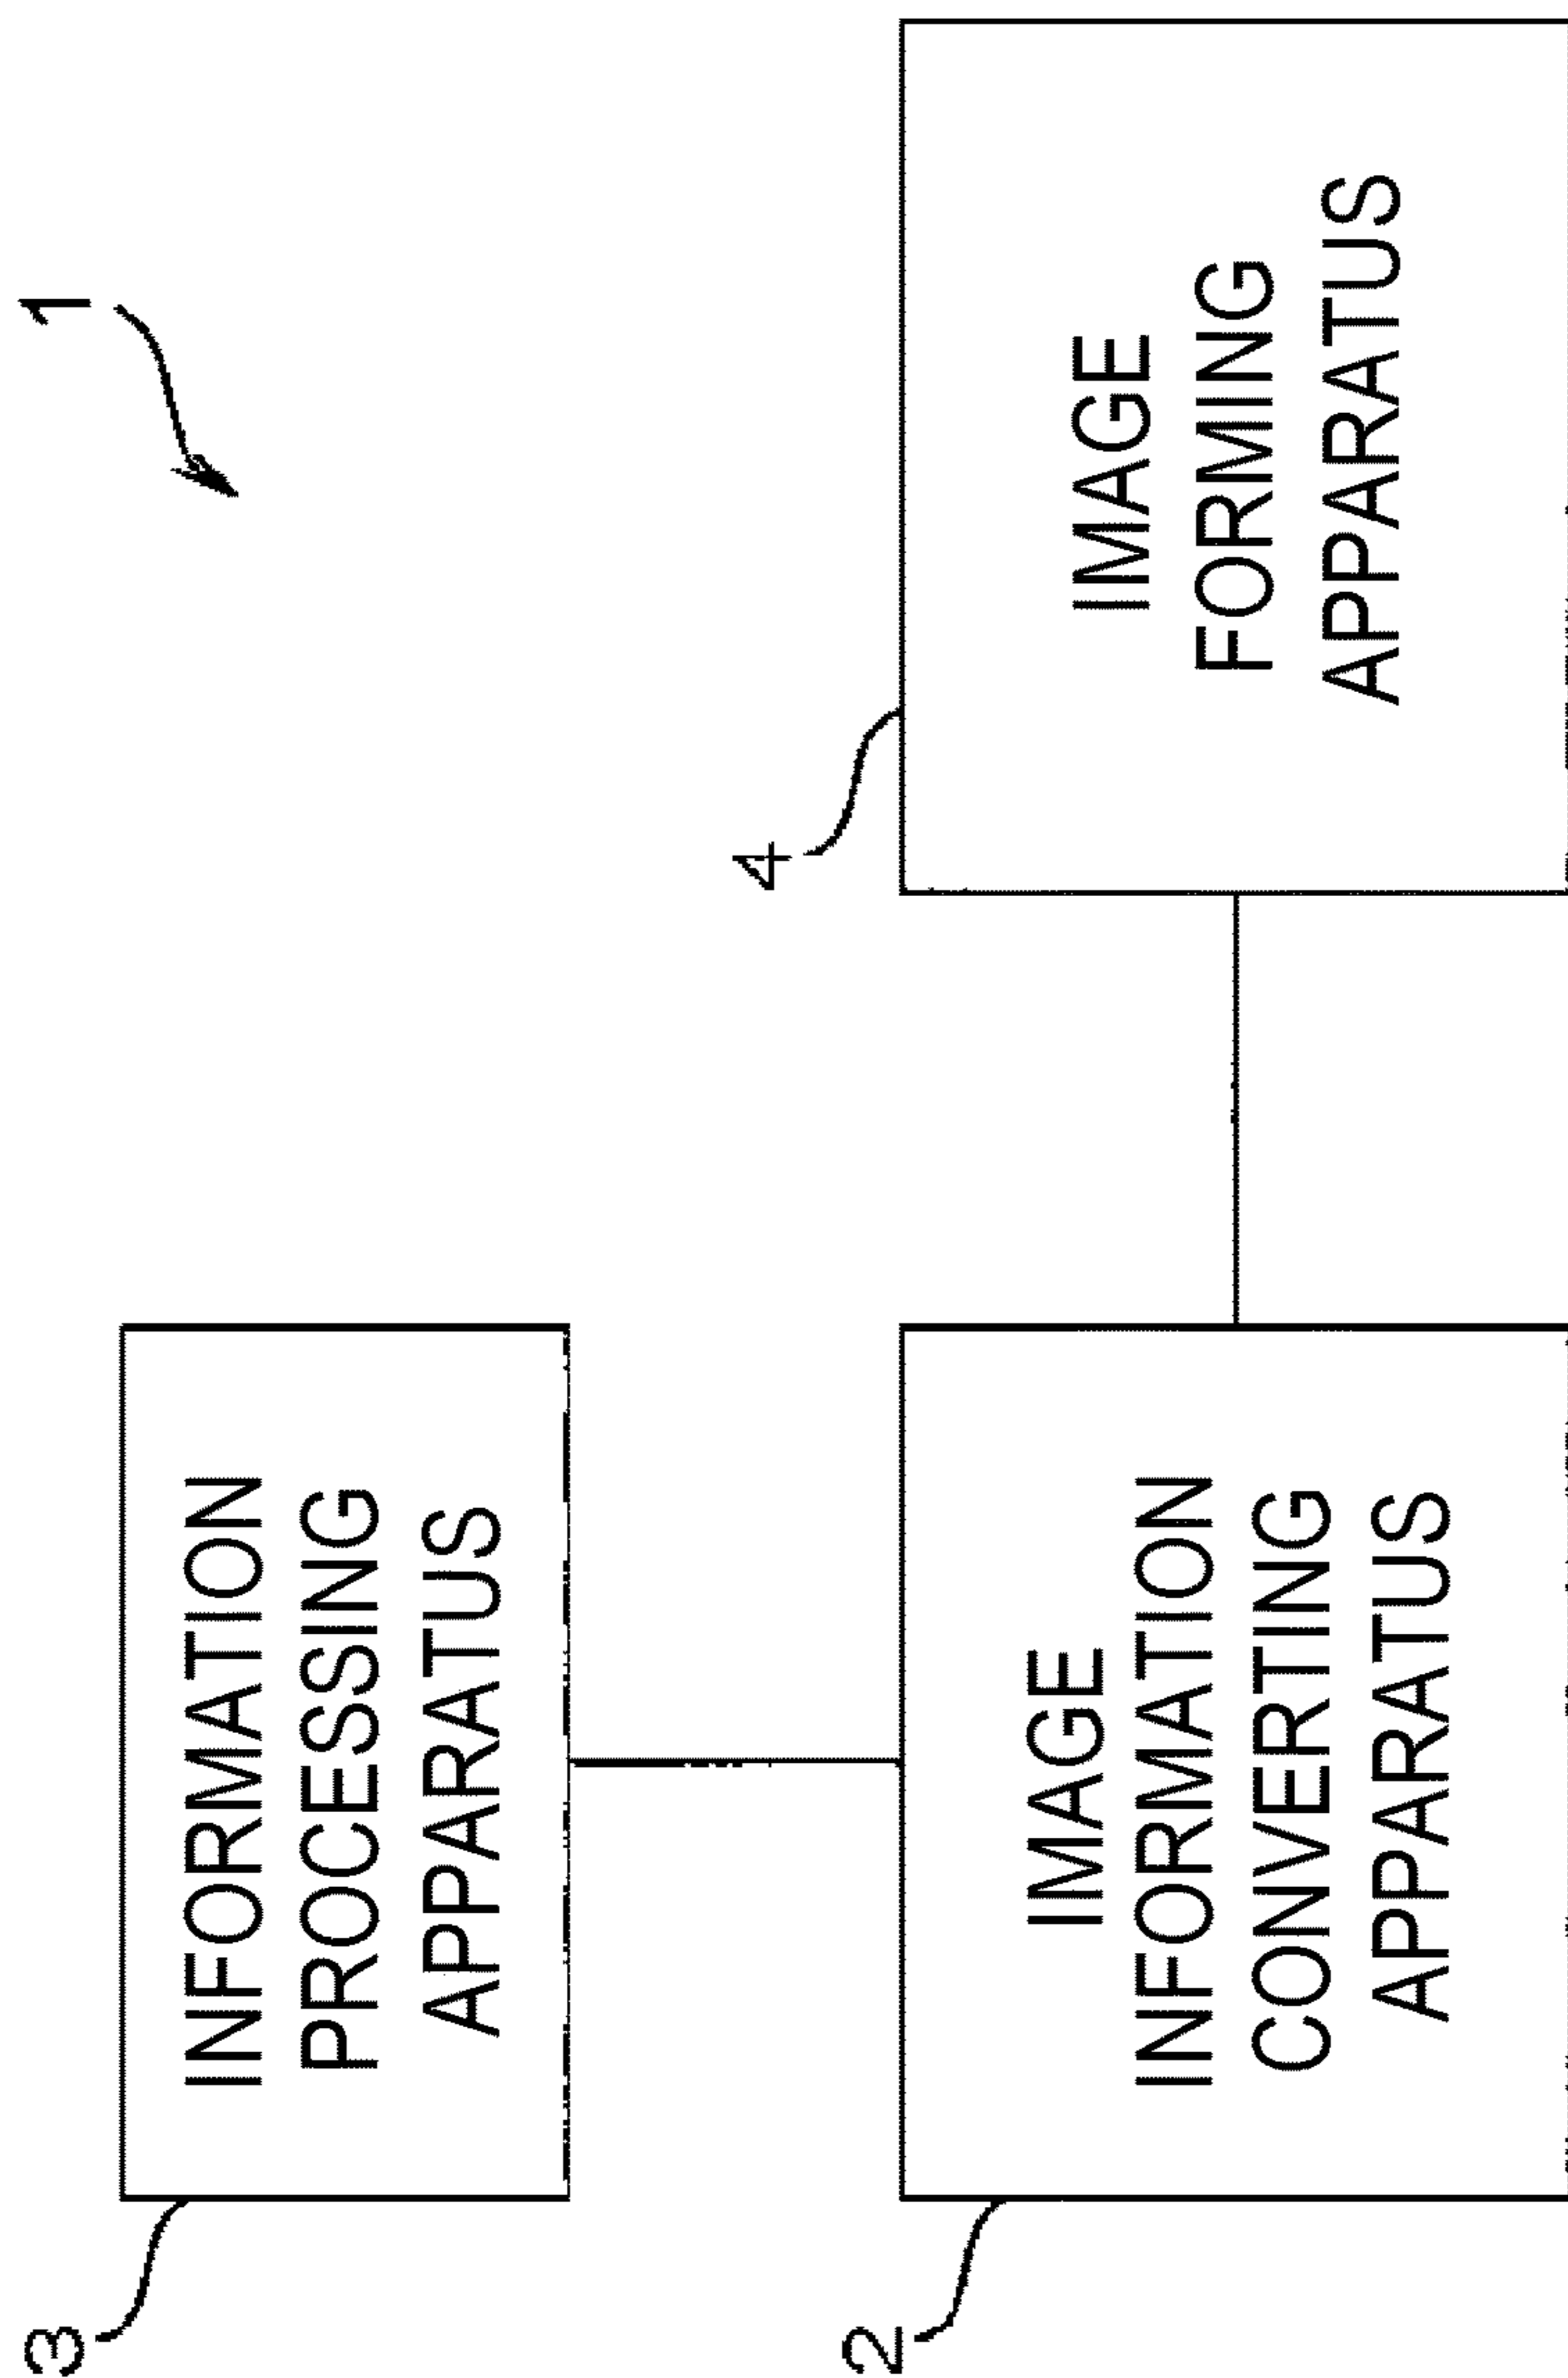 1
3
INFORMATION
PROCESSING
APPARATUS
2
IMAGE
INFORMATION
CONVERTING
APPARATUS
4
IMAGE
FORMING
APPARATUS